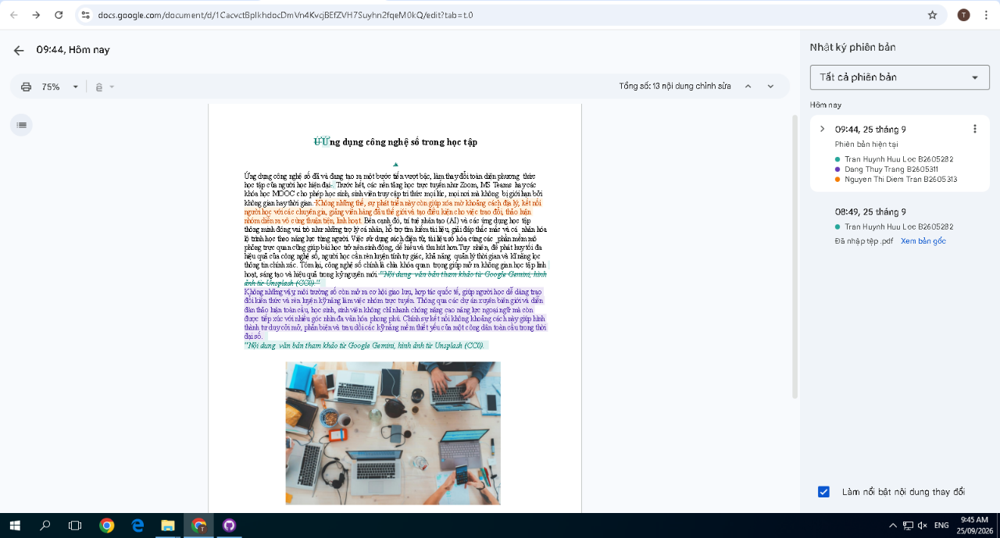 docs.google.com/document/d/1CacvctBplkhdocDmVn4KvcjBEfZVH7Suyhn2fqeM0kQ/edit?tab=t.0
T
09:44, Hôm nay
75%
Tổng số: 13 nội dung chỉnh sửa
ỨỨng dụng công nghệ số trong học tập
Ứng dụng công nghệ số đã và đang tạo ra một bước tiến vượt bậc, làm thay đổi toàn diện phương thức
học tập của người học hiện đại. Trước hết, các nền tảng học trực tuyến như Zoom, MS Teams hay các
khóa học MOOC cho phép học sinh, sinh viên truy cập tri thức mọi lúc, mọi nơi mà không bị giới hạn bởi
không gian hay thời gian. Không những thế, sự phát triển này còn giúp xóa mờ khoảng cách địa lý, kết nối
người học với các chuyên gia, giảng viên hàng đầu thế giới và tạo điều kiện cho việc trao đổi, thảo luận
nhóm diễn ra vô cùng thuận tiện, linh hoạt. Bên cạnh đó, trí tuệ nhân tạo (AI) và các ứng dụng học tập
thông minh đóng vai trò như những trợ lý cá nhân, hỗ trợ tìm kiếm tài liệu, giải đáp thắc mắc và cá nhân hóa
lộ trình học theo năng lực từng người. Việc sử dụng sách điện tử, tài liệu số hóa cùng các phần mềm mô
phỏng trực quan cũng giúp bài học trở nên sinh động, dễ hiểu và thu hút hơn.Tuy nhiên, để phát huy tối đa
hiệu quả của công nghệ số, người học cần rèn luyện tính tự giác, khả năng quản lý thời gian và kĩ năng lọc
thông tin chính xác. Tóm lại, công nghệ số chính là chìa khóa quan trọng giúp mở ra không gian học tập linh
hoạt, sáng tạo và hiệu quả trong kỷ nguyên mới. "Nội dung văn bản tham khảo từ Google Gemini, hình
ảnh từ Unsplash (CC0)."
Không những vậy, môi trường số còn mở ra cơ hội giao lưu, hợp tác quốc tế, giúp người học dễ dàng trao
đổi kiến thức và rèn luyện kỹ năng làm việc nhóm trực tuyến. Thông qua các dự án xuyên biên giới và diễn
đàn thảo luận toàn cầu, học sinh, sinh viên không chỉ nhanh chóng nâng cao năng lực ngoại ngữ mà còn
được tiếp xúc với nhiều góc nhìn đa văn hóa phong phú. Chính sự kết nối không khoảng cách này giúp hình
thành tư duy cởi mở, phản biện và trau dồi các kỹ năng mềm thiết yếu của một công dân toàn cầu trong thời
đại số.
"Nội dung văn bản tham khảo từ Google Gemini, hình ảnh từ Unsplash (CC0).
Nhật ký phiên bản
Tất cả phiên bản
Hôm nay
09:44, 25 tháng 9
Phiên bản hiện tại
Tran Huynh Huu Loc B2605282
Dang Thuy Trang B2605311
Nguyen Thi Diem Tran B2605313
08:49, 25 tháng 9
Tran Huynh Huu Loc B2605282
Đã nhập tệp .pdf Xem bản gốc
Làm nổi bật nội dung thay đổi
ENG
9:45 AM
25/09/2026